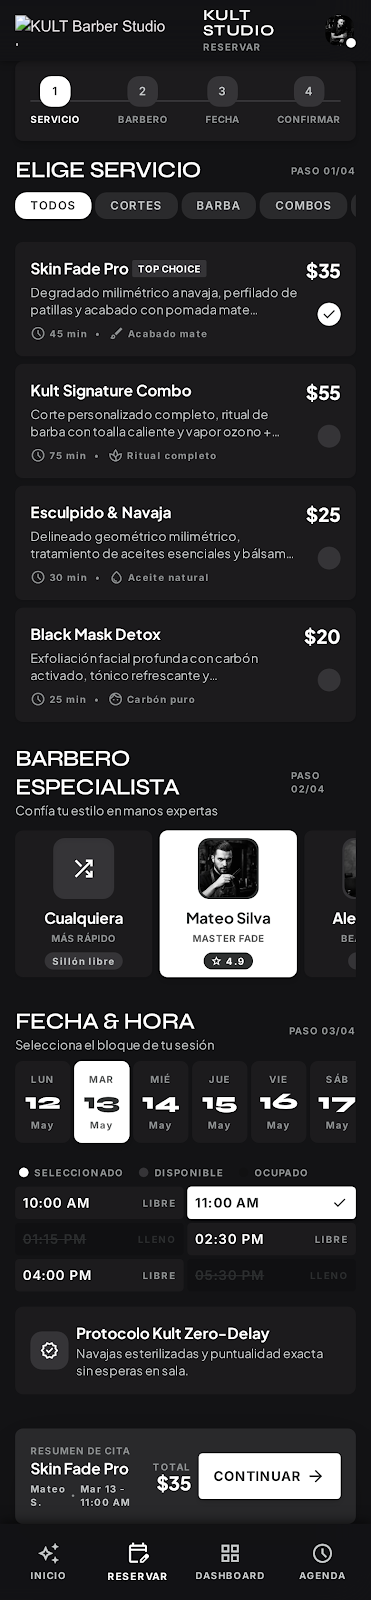 KULT Barber Studio
KULT
STUDIO
RESERVAR
1
2
3
4
SERVICIO
BARBERO
FECHA
CONFIRMAR
ELIGE SERVICIO
PASO 01/04
TODOS
CORTES
BARBA
COMBOS
Skin Fade Pro
TOP CHOICE
$35
Degradado milimétrico a navaja, perfilado de
patillas y acabado con pomada mate...
45 min • Acabado mate
Kult Signature Combo
$55
Corte personalizado completo, ritual de
barba con toalla caliente y vapor ozono +...
75 min • Ritual completo
Esculpido & Navaja
$25
Delineado geométrico milimétrico,
tratamiento de aceites esenciales y bálsam...
30 min • Aceite natural
Black Mask Detox
$20
Exfoliación facial profunda con carbón
activado, tónico refrescante y...
25 min • Carbón puro
BARBERO
ESPECIALISTA
PASO
02/04
Confía tu estilo en manos expertas
Cualquiera
MÁS RÁPIDO
Sillón libre
Mateo Silva
MASTER FADE
4.9
Ale
BE
FECHA & HORA
PASO 03/04
Selecciona el bloque de tu sesión
LUN
12
May
MAR
13
May
MIÉ
14
May
JUE
15
May
VIE
16
May
SÁB
17
May
SELECCIONADO
DISPONIBLE
OCUPADO
10:00 AM LIBRE
11:00 AM
01:15 PM LLENO
02:30 PM LIBRE
04:00 PM LIBRE
05:30 PM LLENO
Protocolo Kult Zero-Delay
Navajas esterilizadas y puntualidad exacta
sin esperas en sala.
RESUMEN DE CITA
Skin Fade Pro
Mateo
S.
• Mar 13 -
11:00 AM
TOTAL
$35
CONTINUAR
INICIO
RESERVAR
DASHBOARD
AGENDA